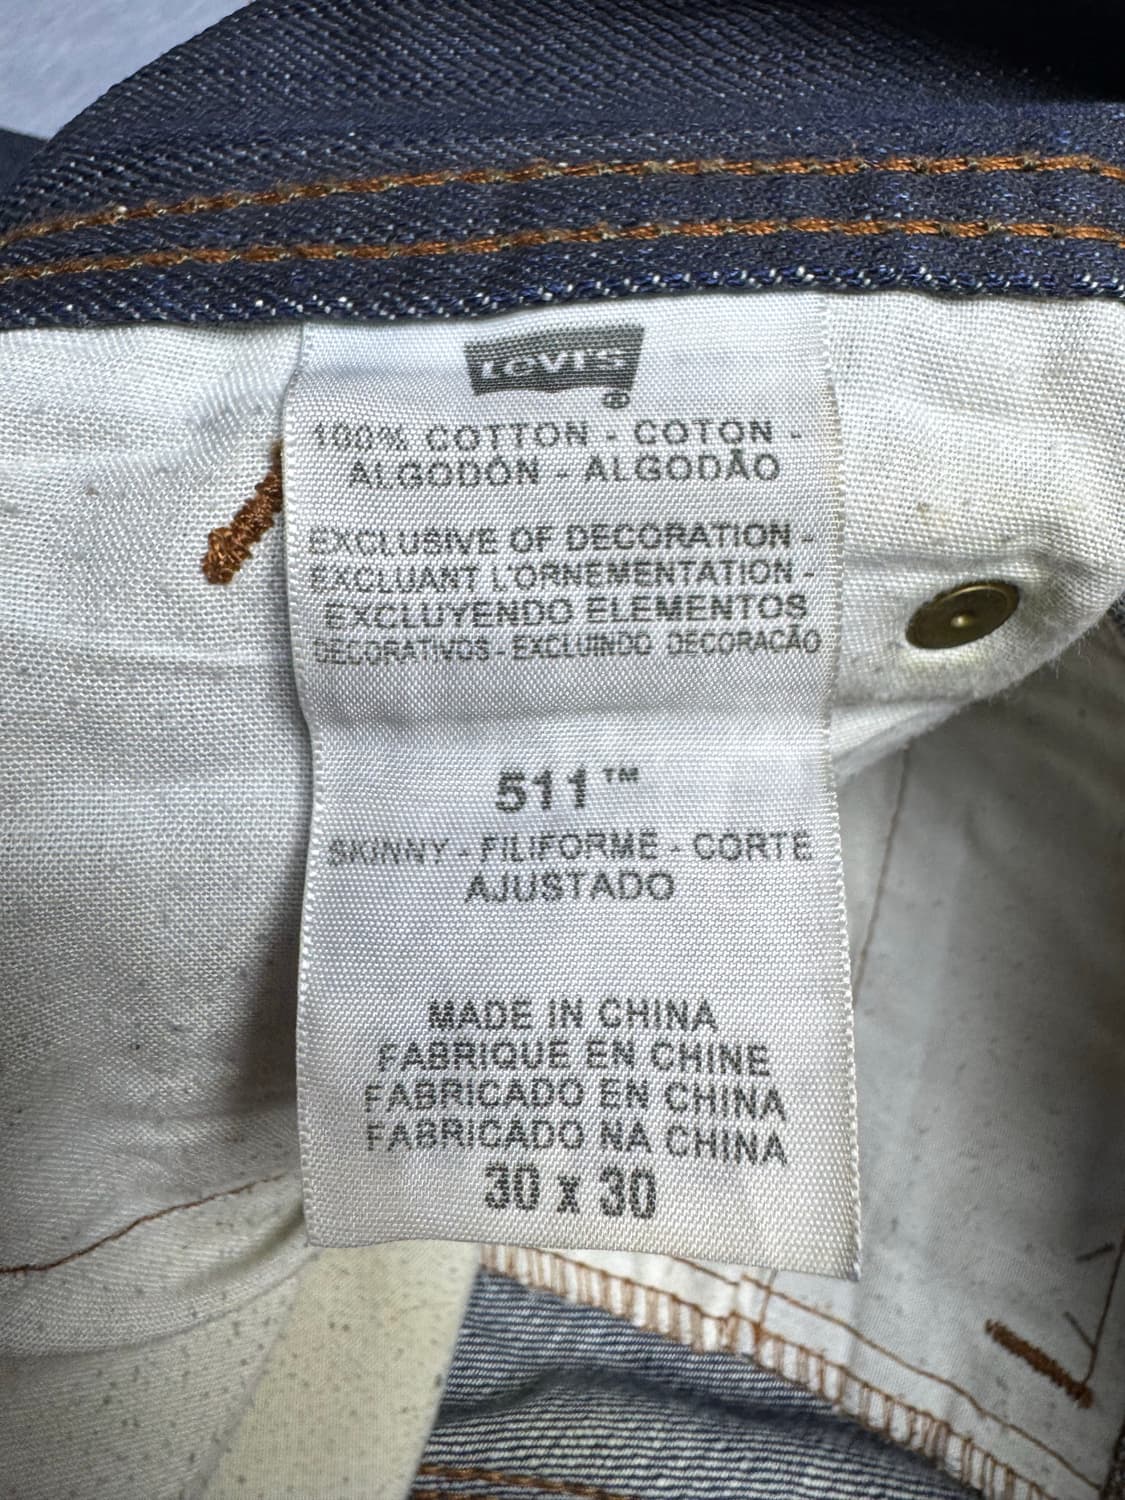 Levi's®
100% COTTON - COTON -
ALGODÓN - ALGODÃO
EXCLUSIVE OF DECORATION -
EXCLUANT L'ORNEMENTATION -
EXCLUYENDO ELEMENTOS
DECORATIVOS - EXCLUINDO DECORAÇÃO
511™
SKINNY - FILIFORME - CORTE
AJUSTADO
MADE IN CHINA
FABRIQUE EN CHINE
FABRICADO EN CHINA
FABRICADO NA CHINA
30 x 30